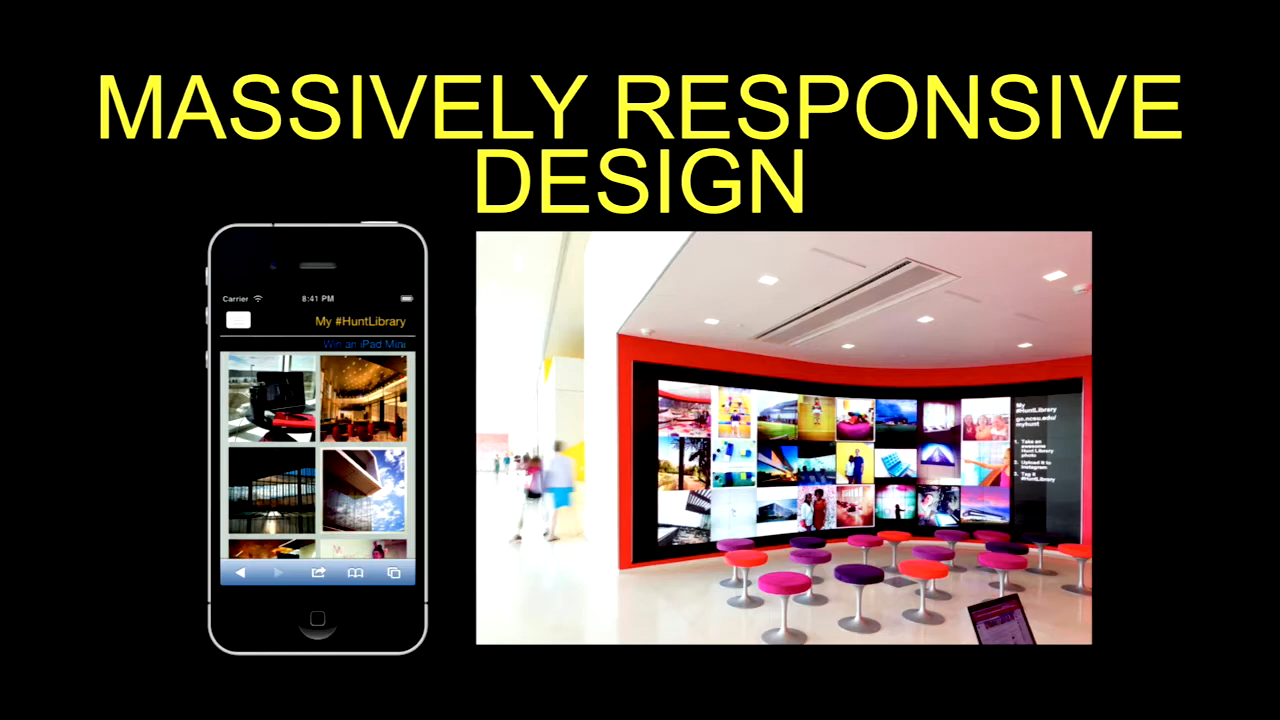 MASSIVELY RESPONSIVE
DESIGN
Carrier
8:41 PM
My #HuntLibrary
Win an iPad Mini
My
#HuntLibrary
go.ncsu.edu/
myhunt
1. Take an
awesome
Hunt Library
photo
2. Upload it to
Instagram
3. Tag it
#HuntLibrary